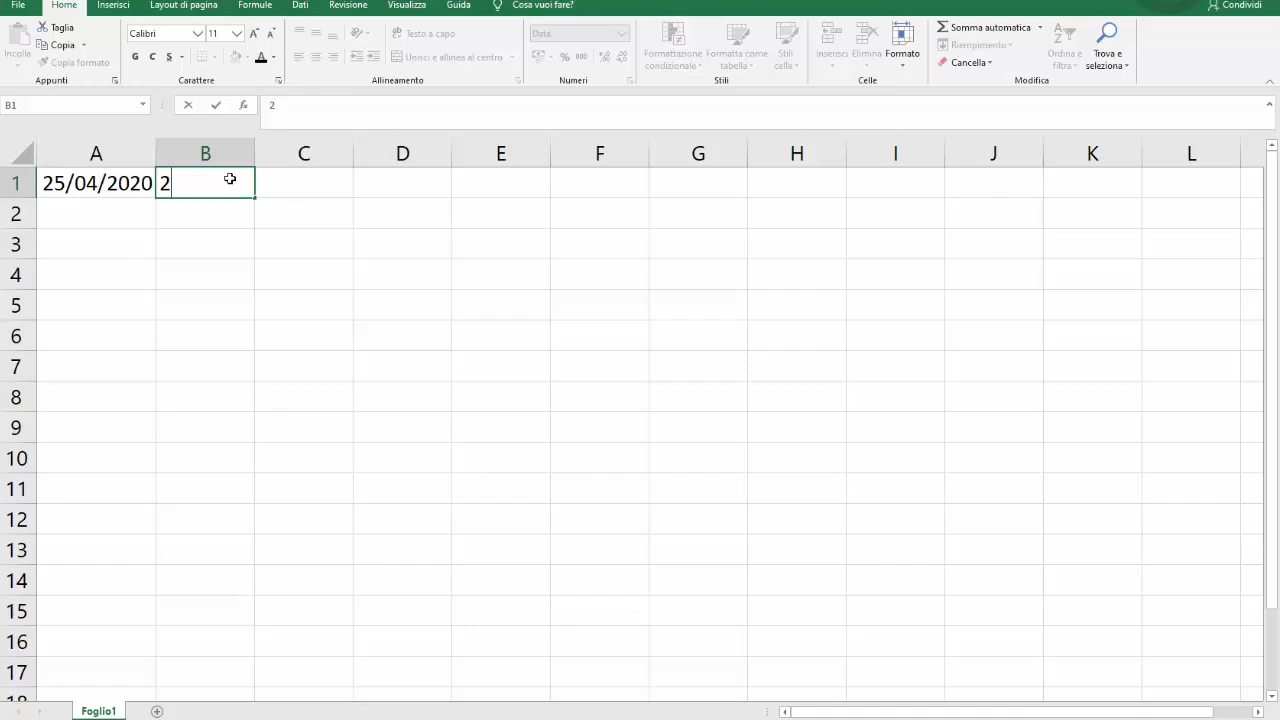 File Home Inserisci Layout di pagina Formule Dati Revisione Visualizza Guida Cosa vuoi fare? Condividi
Incolla
Taglia
Copia
Copia formato
Appunti
Calibri 11
G C S
Carattere
Testo a capo
Unisci e allinea al centro
Allineamento
Data
% 000
Numeri
Formattazione condizionale
Formatta come tabella
Stili cella
Stili
Inserisci
Elimina
Formato
Celle
Somma automatica
Riempimento
Cancella
Ordina e filtra
Trova e seleziona
Modifica
B1 fx 2
A B C D E F G H I J K L
1 25/04/2020 2
2
3
4
5
6
7
8
9
10
11
12
13
14
15
16
17
18
Foglio1